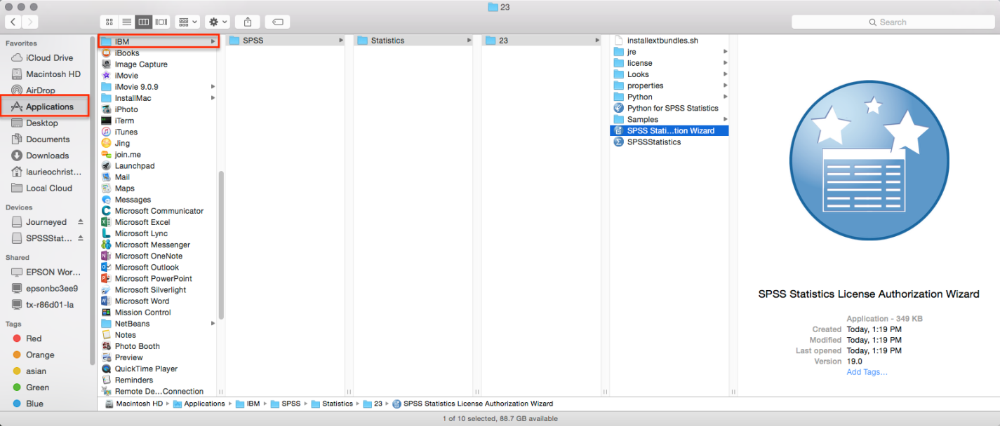 23
Search
Favorites
iCloud Drive
Macintosh HD
AirDrop
Applications
Desktop
Documents
Downloads
laurieochrist...
Local Cloud
Devices
Journeyed
SPSSStat...
Shared
EPSON Wor...
epsonbc3ee9
tx-r86d01-la
Tags
Red
Orange
asian
Green
Blue
IBM
iBooks
Image Capture
iMovie
iMovie 9.0.9
InstallMac
iPhoto
iTerm
iTunes
Jing
join.me
Launchpad
Mail
Maps
Messages
Microsoft Communicator
Microsoft Excel
Microsoft Lync
Microsoft Messenger
Microsoft OneNote
Microsoft Outlook
Microsoft PowerPoint
Microsoft Silverlight
Microsoft Word
Mission Control
NetBeans
Notes
Photo Booth
Preview
QuickTime Player
Reminders
Remote De...Connection
SPSS
Statistics
23
installextbundles.sh
jre
license
Looks
properties
Python
Python for SPSS Statistics
Samples
SPSS Stati...tion Wizard
SPSSStatistics
SPSS Statistics License Authorization Wizard
Application - 349 KB
Created Today, 1:19 PM
Modified Today, 1:19 PM
Last opened Today, 1:19 PM
Version 19.0
Add Tags...
Macintosh HD Applications IBM SPSS Statistics 23 SPSS Statistics License Authorization Wizard
1 of 10 selected, 88.7 GB available